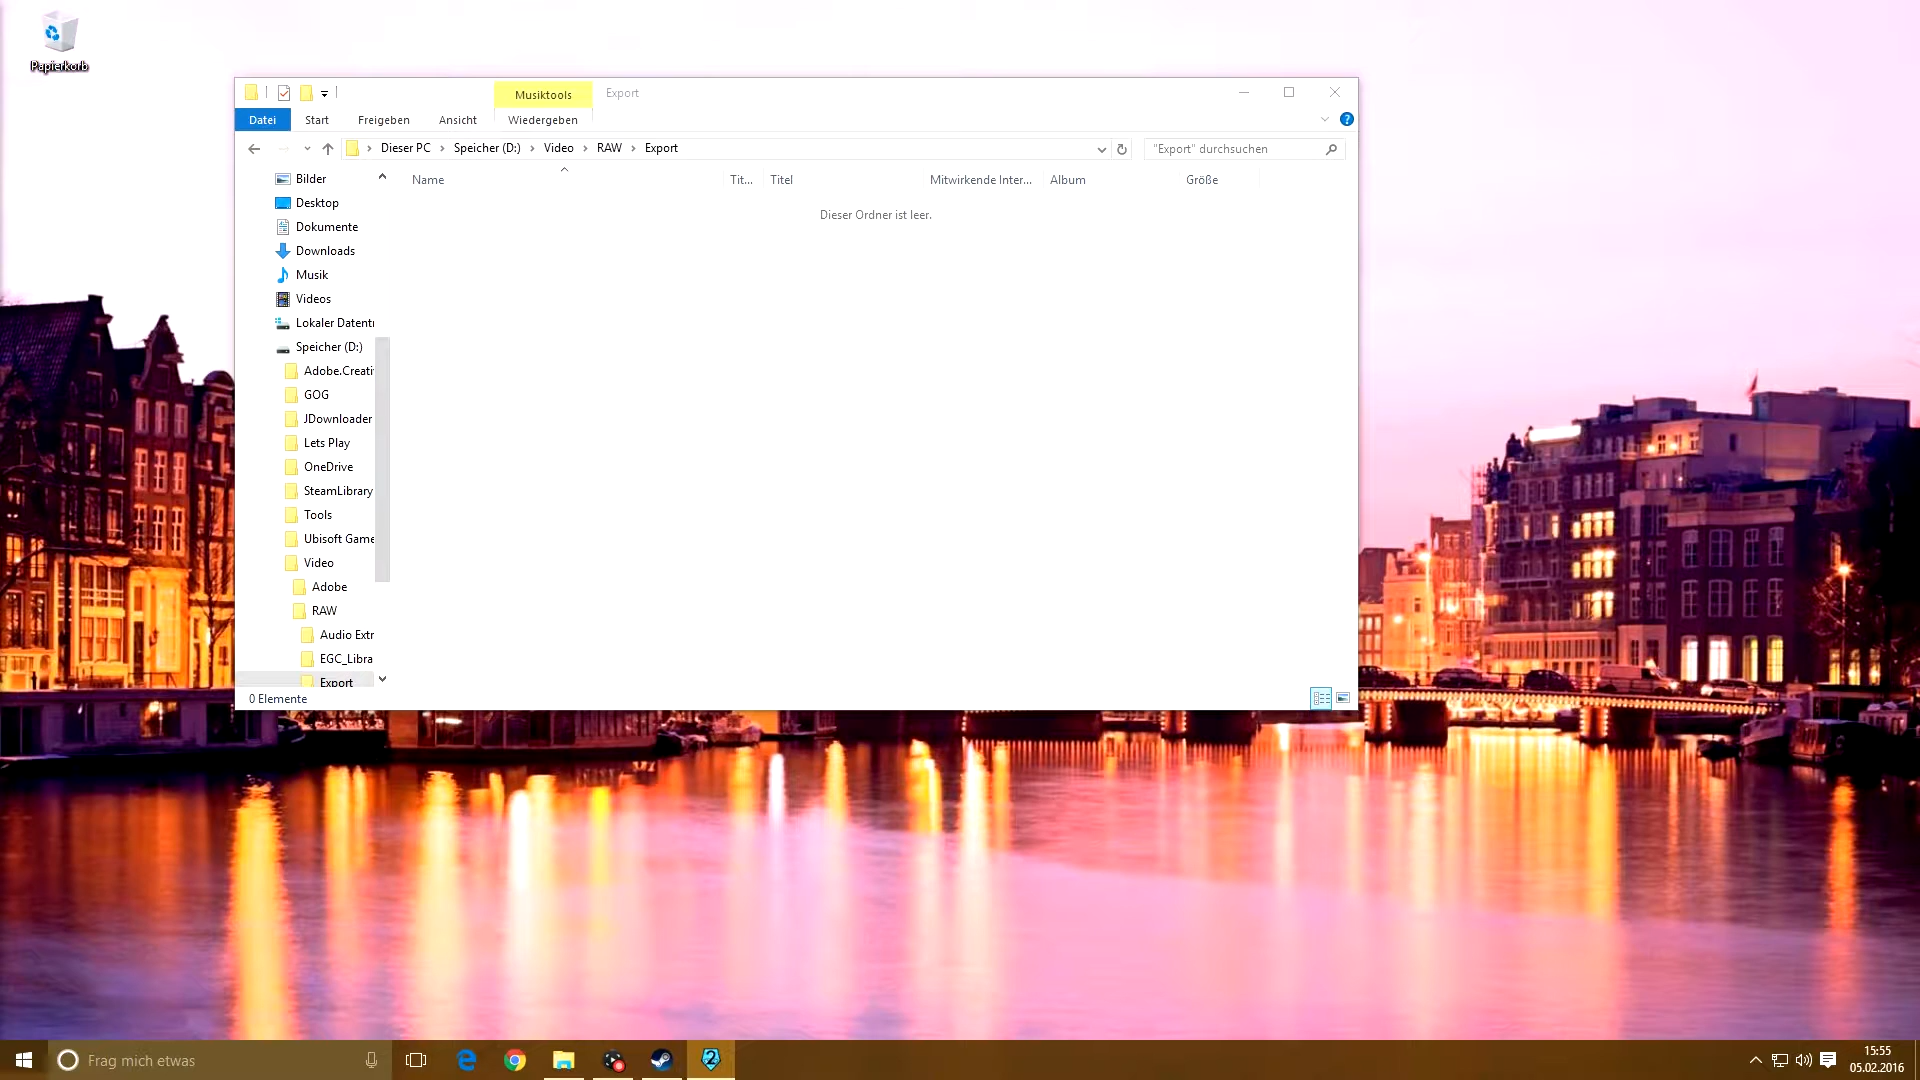 Papierkorb
Musiktools
Export
Datei
Start
Freigeben
Ansicht
Wiedergeben
Dieser PC
Speicher (D:)
Video
RAW
Export
"Export" durchsuchen
Bilder
Desktop
Dokumente
Downloads
Musik
Videos
Lokaler Datentr
Speicher (D:)
Adobe.Creati
GOG
JDownloader
Lets Play
OneDrive
SteamLibrary
Tools
Ubisoft Game
Video
Adobe
RAW
Audio Extr
EGC_Libra
Export
Name
Tit...
Titel
Mitwirkende Inter...
Album
Größe
Dieser Ordner ist leer.
0 Elemente
Frag mich etwas
15:55
05.02.2016